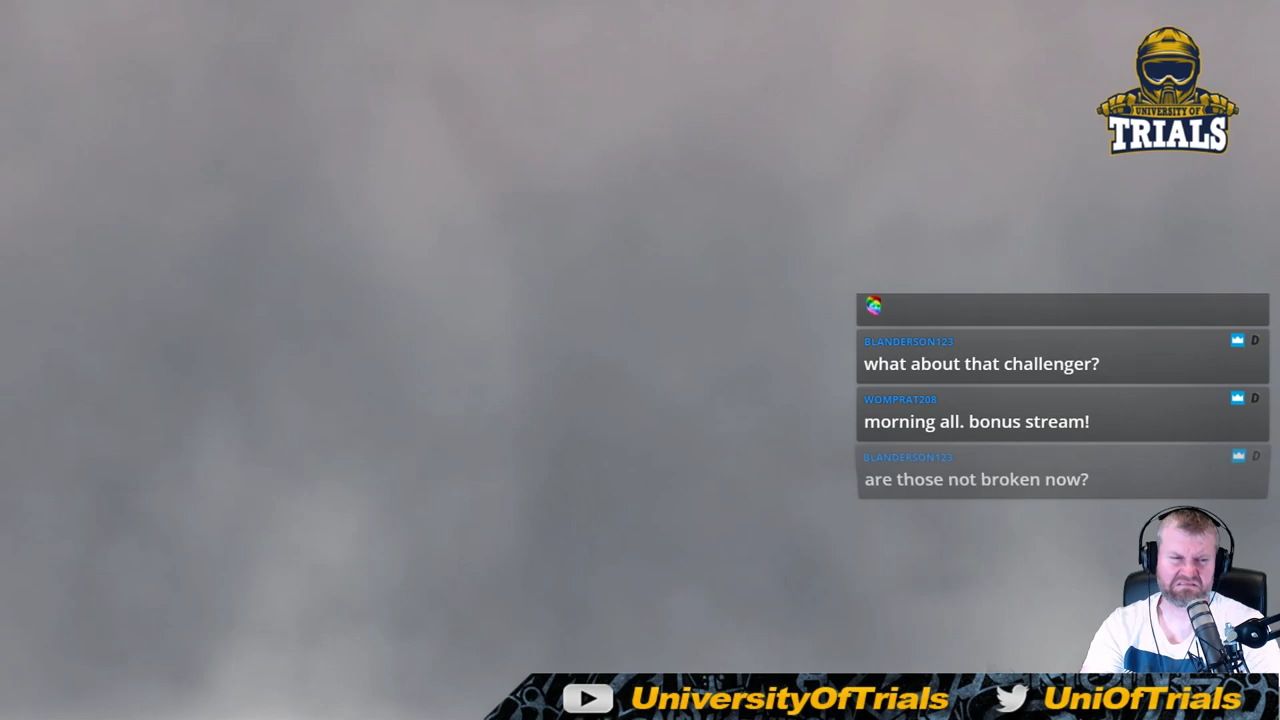 UNIVERSITY OF
TRIALS
BLANDERSON123
D
what about that challenger?
WOMPRAT208
D
morning all. bonus stream!
BLANDERSON123
D
are those not broken now?
UniversityOfTrials
UniOfTrials